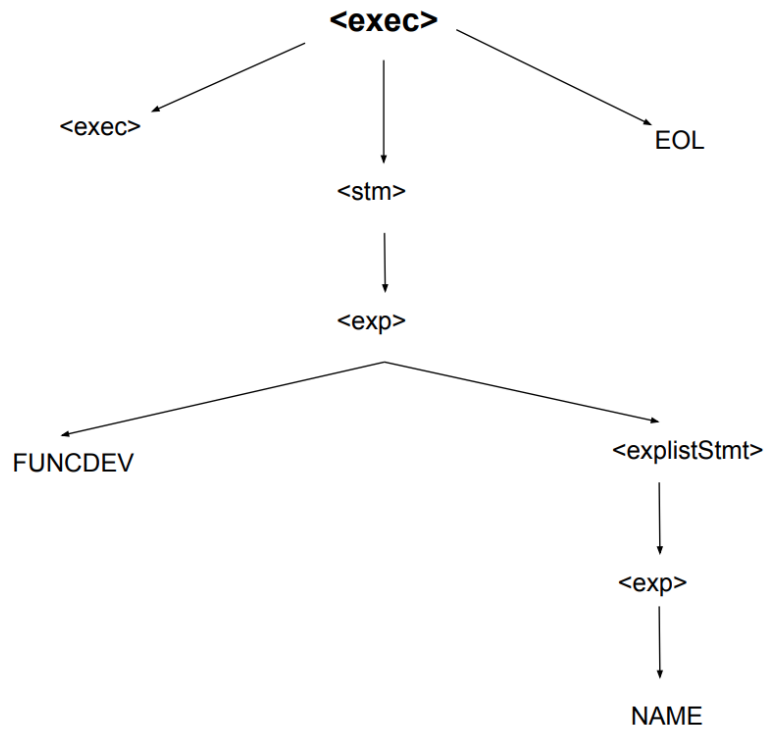 <exec>
<exec>
EOL
<stm>
<exp>
FUNCDEV
<explistStmt>
<exp>
NAME